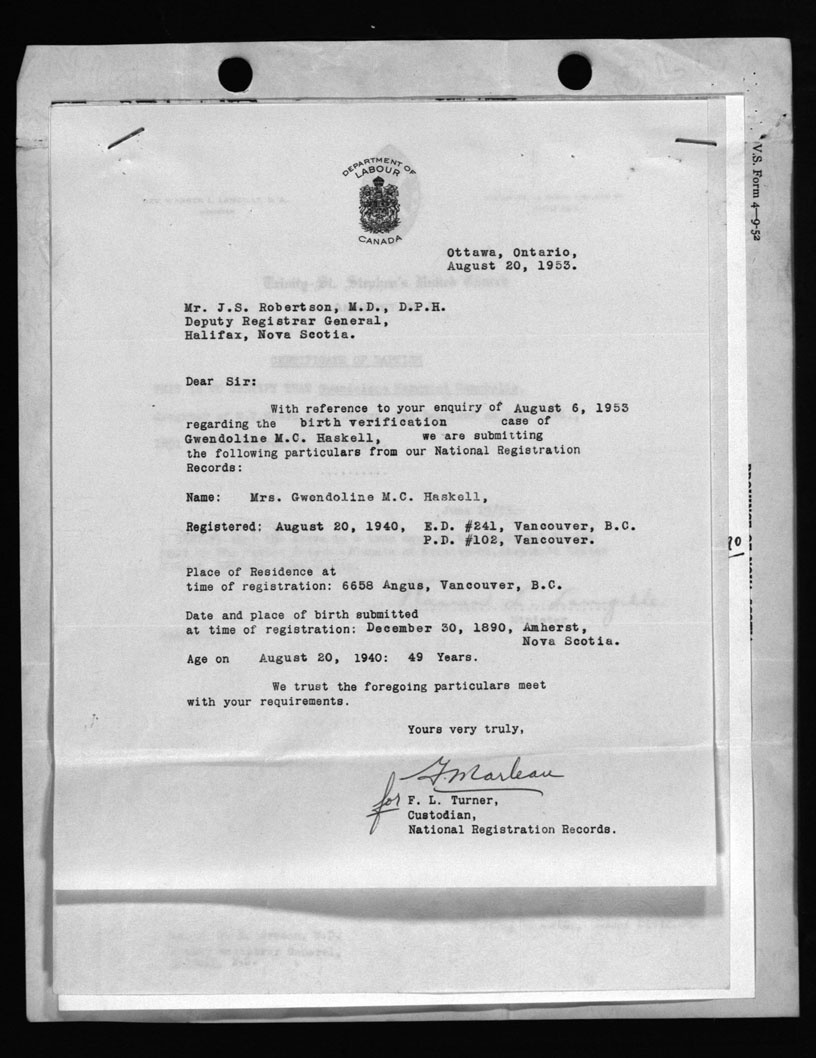 DEPARTMENT OF
LABOUR
CANADA
Ottawa, Ontario,
August 20, 1953.
Mr. J.S. Robertson, M.D., D.P.H.
Deputy Registrar General,
Halifax, Nova Scotia.
Dear Sir:
With reference to your enquiry of August 6, 1953
regarding the birth verification case of
Gwendoline M.C. Haskell, we are submitting
the following particulars from our National Registration
Records:
Name: Mrs. Gwendoline M.C. Haskell,
Registered: August 20, 1940, E.D. #241, Vancouver, B.C.
P.D. #102, Vancouver.
Place of Residence at
time of registration: 6658 Angus, Vancouver, B.C.
Date and place of birth submitted
at time of registration: December 30, 1890, Amherst,
Nova Scotia.
Age on August 20, 1940: 49 Years.
We trust the foregoing particulars meet
with your requirements.
Yours very truly,
Marleau
for F. L. Turner,
Custodian,
National Registration Records.
V.S. Form 4—9-52